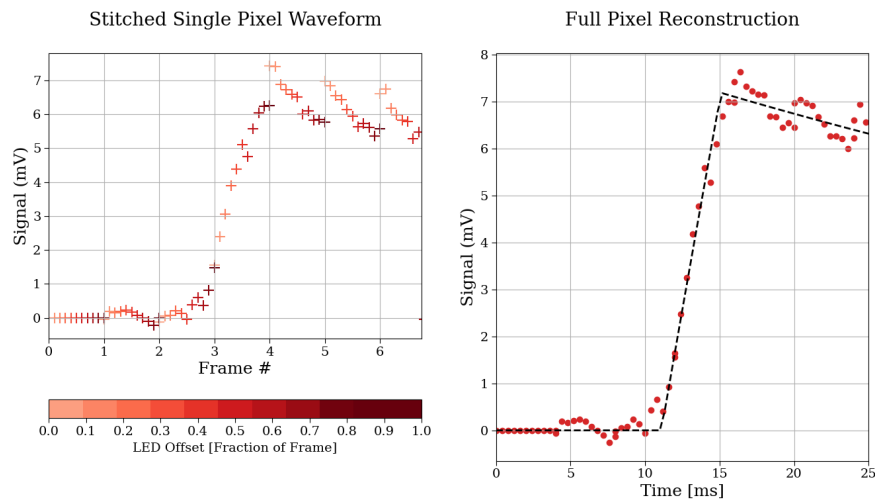 Stitched Single Pixel Waveform
Signal (mV)
7
6
5
4
3
2
1
0
0 1 2 3 4 5 6
Frame #
0.0 0.1 0.2 0.3 0.4 0.5 0.6 0.7 0.8 0.9 1.0
LED Offset [Fraction of Frame]
Full Pixel Reconstruction
Signal (mV)
8
7
6
5
4
3
2
1
0
0 5 10 15 20 25
Time [ms]